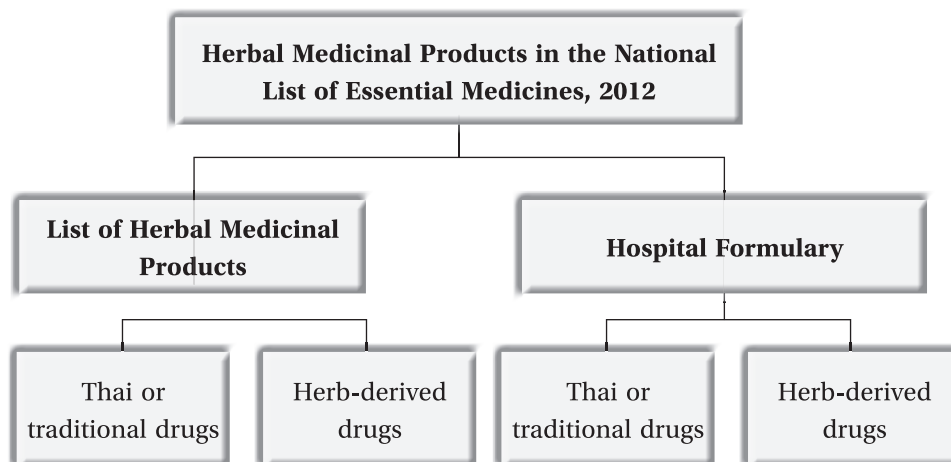 Herbal Medicinal Products in the National
List of Essential Medicines, 2012
List of Herbal Medicinal
Products
Hospital Formulary
Thai or
traditional drugs
Herb-derived
drugs
Thai or
traditional drugs
Herb-derived
drugs